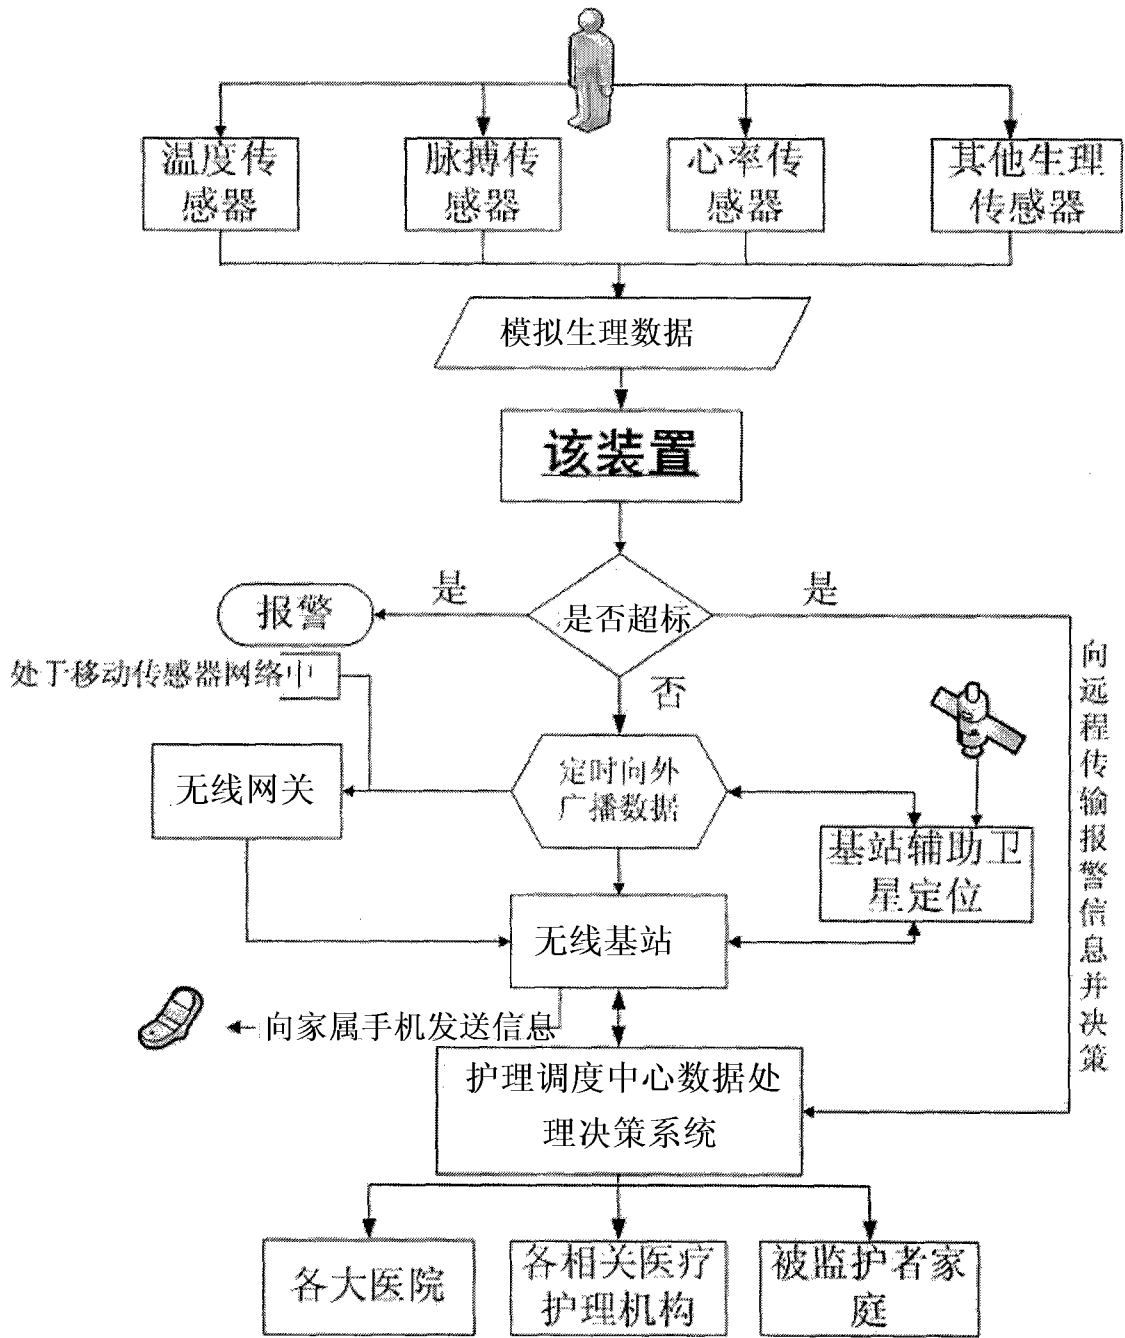 温度传
感器
脉搏传
感器
心率传
感器
其他生理
传感器
模拟生理数据
该装置
是
是否超标
是
报警
处于移动传感器网络中
否
向远程传输报警信息并决策
无线网关
定时向外
广播数据
基站辅助卫
星定位
无线基站
向家属手机发送信息
护理调度中心数据处
理决策系统
各大医院
各相关医疗
护理机构
被监护者家
庭